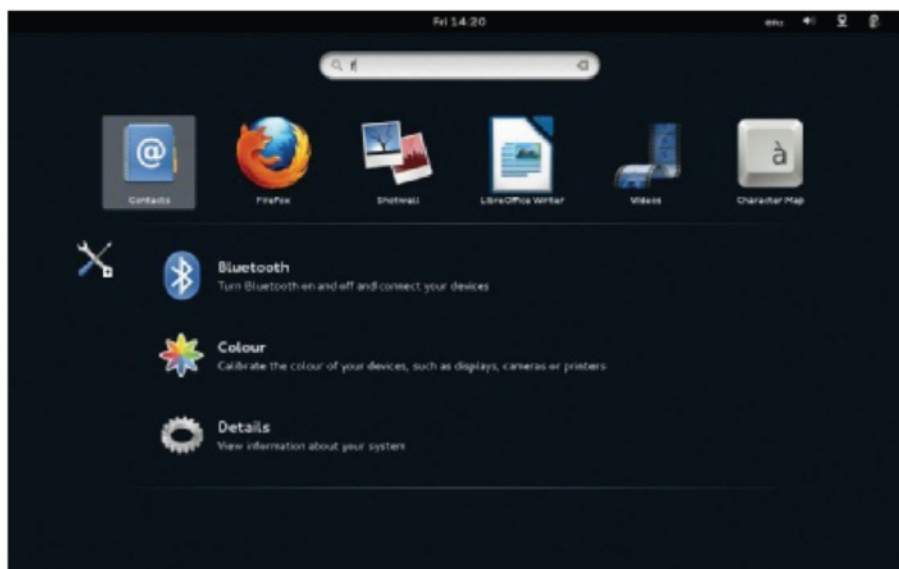 Fri 14:20
f
Contacts
Firefox
Shotwell
LibreOffice Writer
Videos
Character Map
Bluetooth
Turn Bluetooth on and off and connect your devices
Colour
Calibrate the colour of your devices, such as displays, cameras or printers
Details
View information about your system